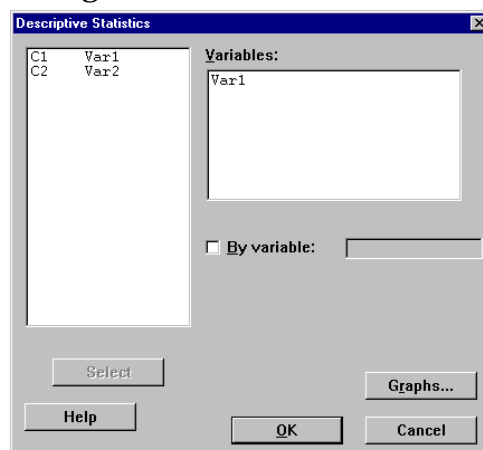 Descriptive Statistics
C1 Var1
C2 Var2
Variables:
Var1
By variable:
Select
Graphs...
Help
OK
Cancel